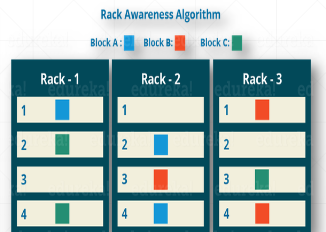 Rack Awareness Algorithm
Block A : Block B: Block C:
Rack - 1 Rack - 2 Rack - 3
1 1 1
2 2 2
3 3 3
4 4 4